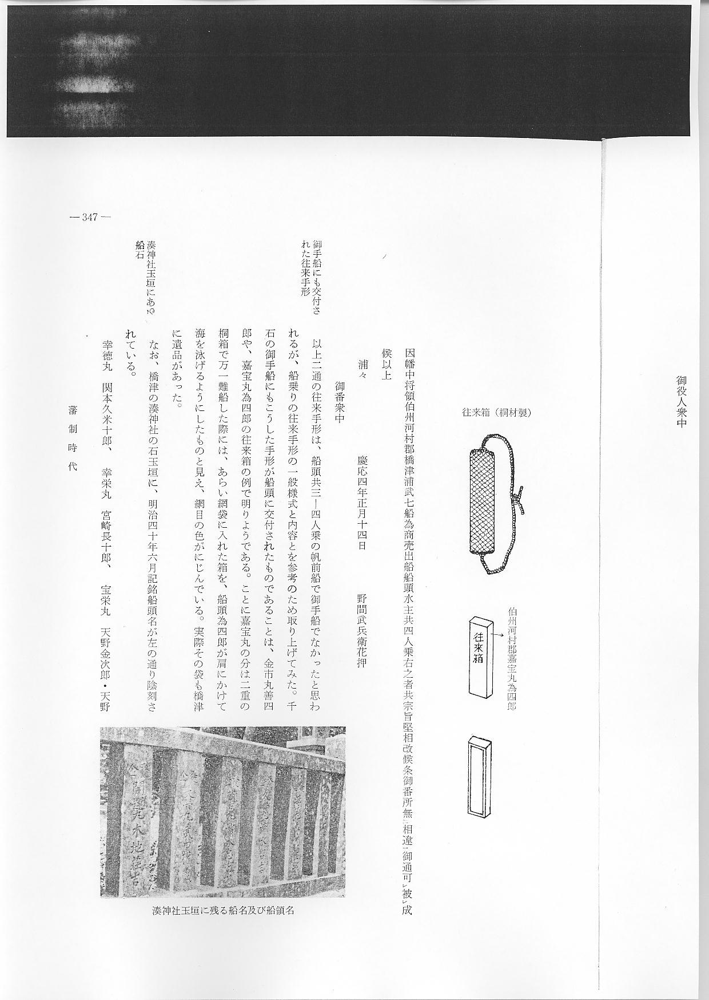 御役人衆中
往来箱（桐材製）
伯州河村郡嘉宝丸為四郎
往来箱
因幡中将領伯州河村郡橋津浦武七船為商売出船船頭水主共四人乗右之者共宗旨堅相改候条御番所無ニ相違一御通可レ被レ成
候以上
浦々　慶応四年正月十四日　野間武兵衛花押
御番衆中
御手船にも交付さ
れた往来手形
以上二通の往来手形は、船頭共三―四人乗の帆前船で御手船でなかったと思わ
れるが、船乗りの往来手形の一般様式と内容とを参考のため取り上げてみた。千
石の御手船にもこうした手形が船頭に交付されたものであることは、金市丸善四
郎や、嘉宝丸為四郎の往来箱の例で明りようである。ことに嘉宝丸の分は二重の
桐箱で万一難船した際には、あらい網袋に入れた箱を、船頭為四郎が肩にかけて
海を泳げるようにしたものと見え、網目の色がにじんでいる。実際その袋も橋津
に遺品があった。
湊神社玉垣にある
船石
なお、橋津の湊神社の石玉垣に、明治四十年六月記銘船頭名が左の通り陰刻さ
れている。
幸徳丸　関本久米十郎、　幸栄丸　宮崎長十郎、　宝栄丸　天野金次郎・天野
開運丸木地蔵吉
湊神社玉垣に残る船名及び船領名
藩制時代
― 347 ―